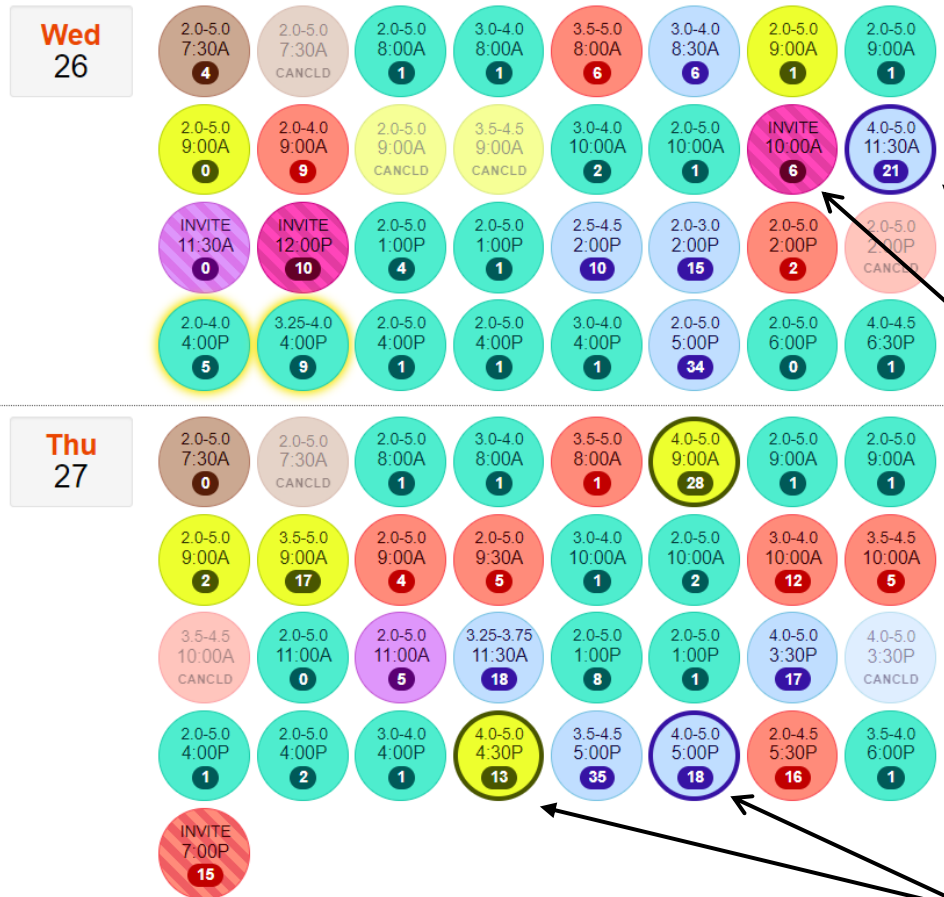 Wed
26
2.0-5.0
7:30A
4
2.0-5.0
7:30A
CANCLD
2.0-5.0
8:00A
1
3.0-4.0
8:00A
1
3.5-5.0
8:00A
6
3.0-4.0
8:30A
6
2.0-5.0
9:00A
1
2.0-5.0
9:00A
1
2.0-5.0
9:00A
0
2.0-4.0
9:00A
9
2.0-5.0
9:00A
CANCLD
3.5-4.5
9:00A
CANCLD
3.0-4.0
10:00A
2
2.0-5.0
10:00A
1
INVITE
10:00A
6
4.0-5.0
11:30A
21
INVITE
11:30A
0
INVITE
12:00P
10
2.0-5.0
1:00P
4
2.0-5.0
1:00P
1
2.5-4.5
2:00P
10
2.0-3.0
2:00P
15
2.0-5.0
2:00P
2
2.0-5.0
2:00P
CANCLD
2.0-4.0
4:00P
5
3.25-4.0
4:00P
9
2.0-5.0
4:00P
1
2.0-5.0
4:00P
1
3.0-4.0
4:00P
1
2.0-5.0
5:00P
34
2.0-5.0
6:00P
0
4.0-4.5
6:30P
1
Thu
27
2.0-5.0
7:30A
0
2.0-5.0
7:30A
CANCLD
2.0-5.0
8:00A
1
3.0-4.0
8:00A
1
3.5-5.0
8:00A
1
4.0-5.0
9:00A
28
2.0-5.0
9:00A
1
2.0-5.0
9:00A
1
2.0-5.0
9:00A
2
3.5-5.0
9:00A
17
2.0-5.0
9:00A
4
2.0-5.0
9:30A
5
3.0-4.0
10:00A
1
2.0-5.0
10:00A
2
3.0-4.0
10:00A
12
3.5-4.5
10:00A
5
3.5-4.5
10:00A
CANCLD
2.0-5.0
11:00A
0
2.0-5.0
11:00A
5
3.25-3.75
11:30A
18
2.0-5.0
1:00P
8
2.0-5.0
1:00P
1
4.0-5.0
3:30P
17
4.0-5.0
3:30P
CANCLD
2.0-5.0
4:00P
1
2.0-5.0
4:00P
2
3.0-4.0
4:00P
1
4.0-5.0
4:30P
13
3.5-4.5
5:00P
35
4.0-5.0
5:00P
18
2.0-4.5
5:30P
16
3.5-4.0
6:00P
1
INVITE
7:00P
15